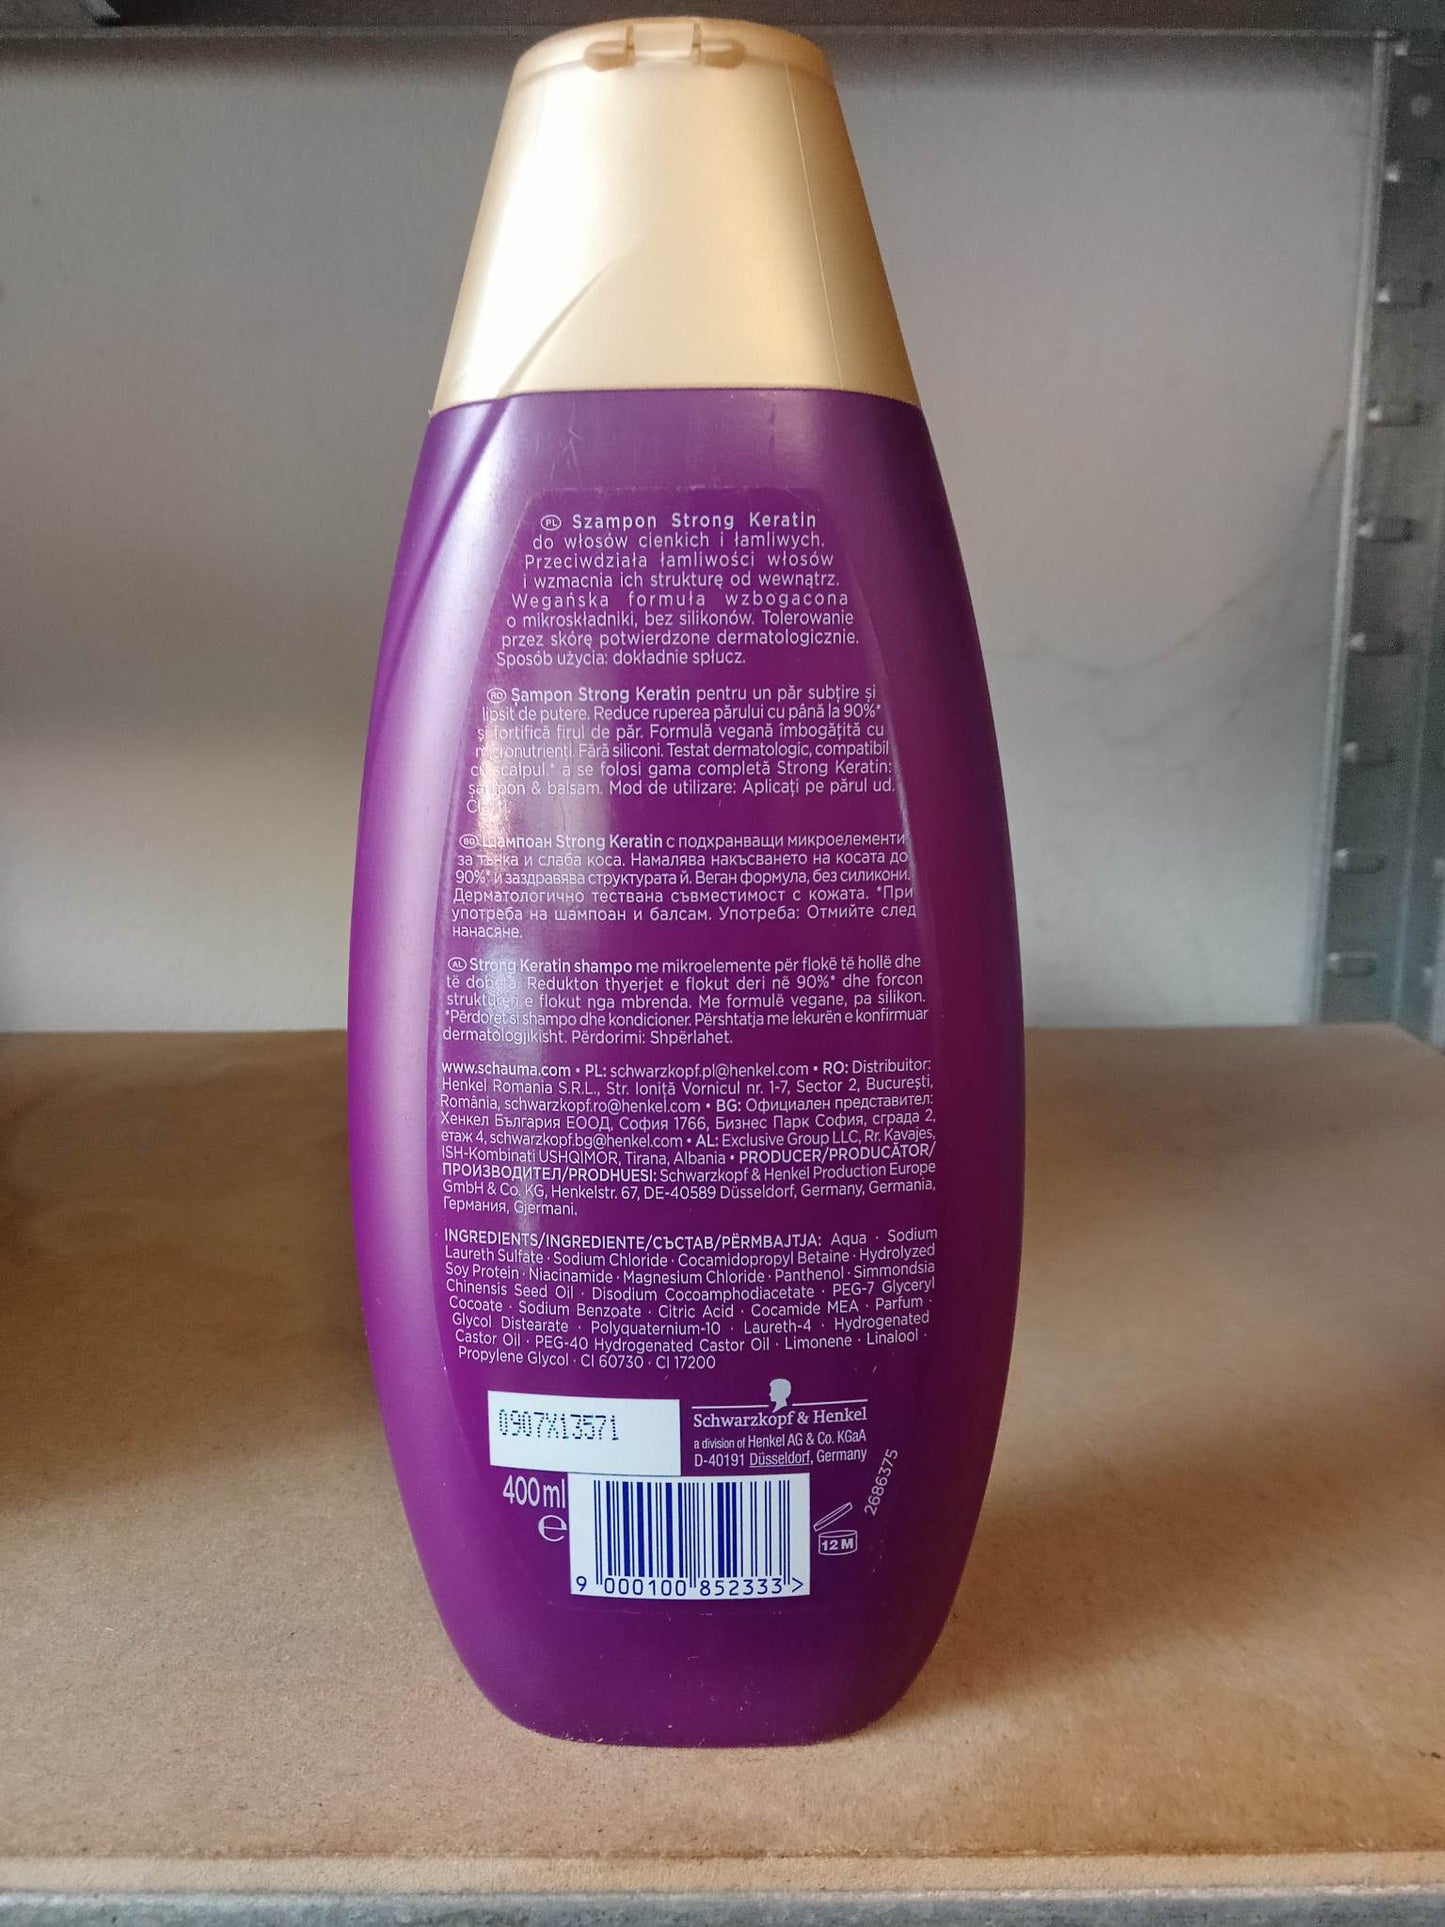 PL Szampon Strong Keratin
do włosów cienkich i łamliwych.
Przeciwdziała łamliwości włosów
i wzmacnia ich strukturę od wewnątrz.
Wegańska formuła wzbogacona
o mikroskładniki, bez silikonów. Tolerowanie
przez skórę potwierdzone dermatologicznie.
Sposób użycia: dokładnie spłucz.
RO Șampon Strong Keratin pentru un păr subțire și
lipsit de putere. Reduce ruperea părului cu până la 90%*
și fortifică firul de păr. Formulă vegană îmbogățită cu
micronutrienți. Fără siliconi. Testat dermatologic, compatibil
cu scalpul.* a se folosi gama completă Strong Keratin:
șampon & balsam. Mod de utilizare: Aplicați pe părul ud.
BG Шампоан Strong Keratin с подхранващи микроелементи
за тънка и слаба коса. Намалява накъсването на косата до
90%* и заздравява структурата ѝ. Веган формула, без силикони.
Дерматологично тествана съвместимост с кожата. *При
употреба на шампоан и балсам. Употреба: Отмийте след
нанасяне.
AL Strong Keratin shampo me mikroelemente për flokë të hollë dhe
të dobëta. Redukton thyerjet e flokut deri në 90%* dhe forcon
strukturën e flokut nga mbrenda. Me formulë vegane, pa silikon.
*Përdoret si shampo dhe kondicioner. Përshtatja me lekurën e konfirmuar
dermatologjikisht. Përdorimi: Shpërlahet.
www.schauma.com • PL: schwarzkopf.pl@henkel.com • RO: Distribuitor:
Henkel Romania S.R.L., Str. Ioniță Vornicul nr. 1-7, Sector 2, București,
România, schwarzkopf.ro@henkel.com • BG: Официален представител:
Хенкел България ЕООД, София 1766, Бизнес Парк София, сграда 2,
етаж 4, schwarzkopf.bg@henkel.com • AL: Exclusive Group LLC, Rr. Kavajes,
ISH-Kombinati USHQIMOR, Tirana, Albania • PRODUCER/PRODUCĂTOR/
ПРОИЗВОДИТЕЛ/PRODHUESI: Schwarzkopf & Henkel Production Europe
GmbH & Co. KG, Henkelstr. 67, DE-40589 Düsseldorf, Germany, Germania,
Германия, Gjermani.
INGREDIENTS/INGREDIENTE/СЪСТАВ/PËRMBAJTJA: Aqua · Sodium
Laureth Sulfate · Sodium Chloride · Cocamidopropyl Betaine · Hydrolyzed
Soy Protein · Niacinamide · Magnesium Chloride · Panthenol · Simmondsia
Chinensis Seed Oil · Disodium Cocoamphodiacetate · PEG-7 Glyceryl
Cocoate · Sodium Benzoate · Citric Acid · Cocamide MEA · Parfum ·
Glycol Distearate · Polyquaternium-10 · Laureth-4 · Hydrogenated
Castor Oil · PEG-40 Hydrogenated Castor Oil · Limonene · Linalool ·
Propylene Glycol · CI 60730 · CI 17200
0907X13571
Schwarzkopf & Henkel
a division of Henkel AG & Co. KGaA
D-40191 Düsseldorf, Germany
2686375
400 ml
e
12 M
9 000100 852333 >